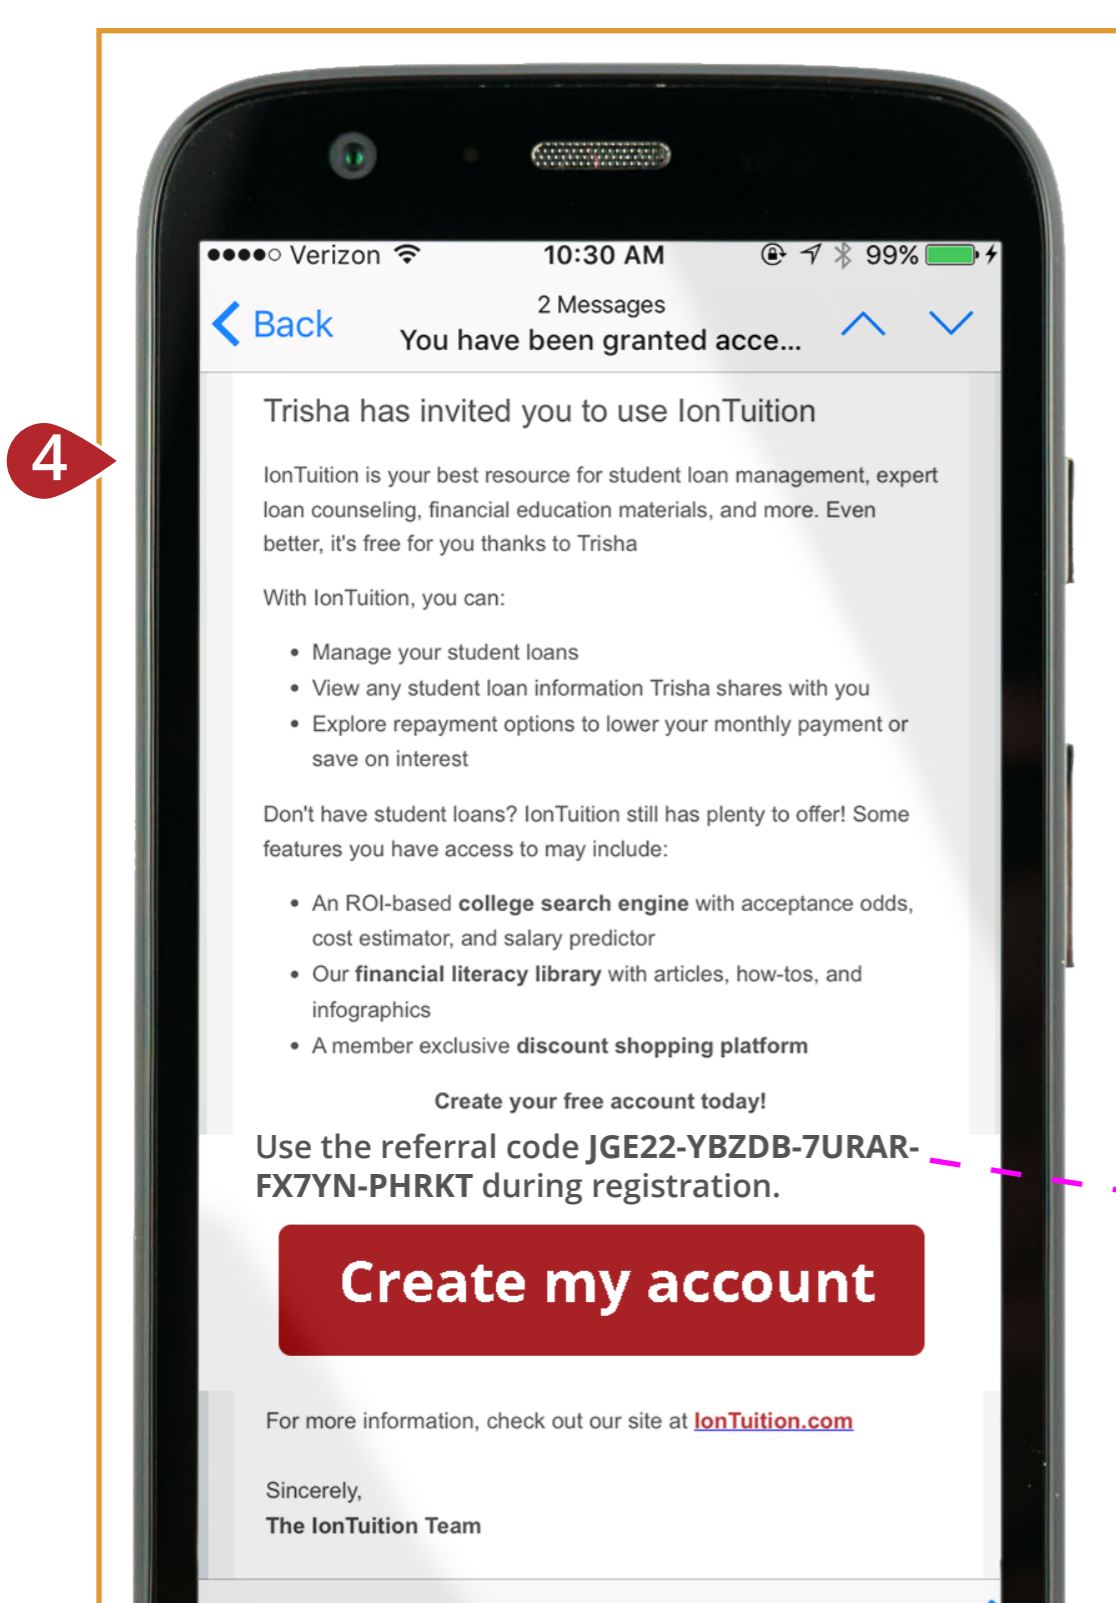 ●●●●○ Verizon 10:30 AM 99%
2 Messages
Back
You have been granted acce...
Trisha has invited you to use IonTuition
4
IonTuition is your best resource for student loan management, expert
loan counseling, financial education materials, and more. Even
better, it's free for you thanks to Trisha
With IonTuition, you can:
• Manage your student loans
• View any student loan information Trisha shares with you
• Explore repayment options to lower your monthly payment or
save on interest
Don't have student loans? IonTuition still has plenty to offer! Some
features you have access to may include:
• An ROI-based college search engine with acceptance odds,
cost estimator, and salary predictor
• Our financial literacy library with articles, how-tos, and
infographics
• A member exclusive discount shopping platform
Create your free account today!
Use the referral code JGE22-YBZDB-7URAR-
FX7YN-PHRKT during registration.
Create my account
For more information, check out our site at IonTuition.com
Sincerely,
The IonTuition Team